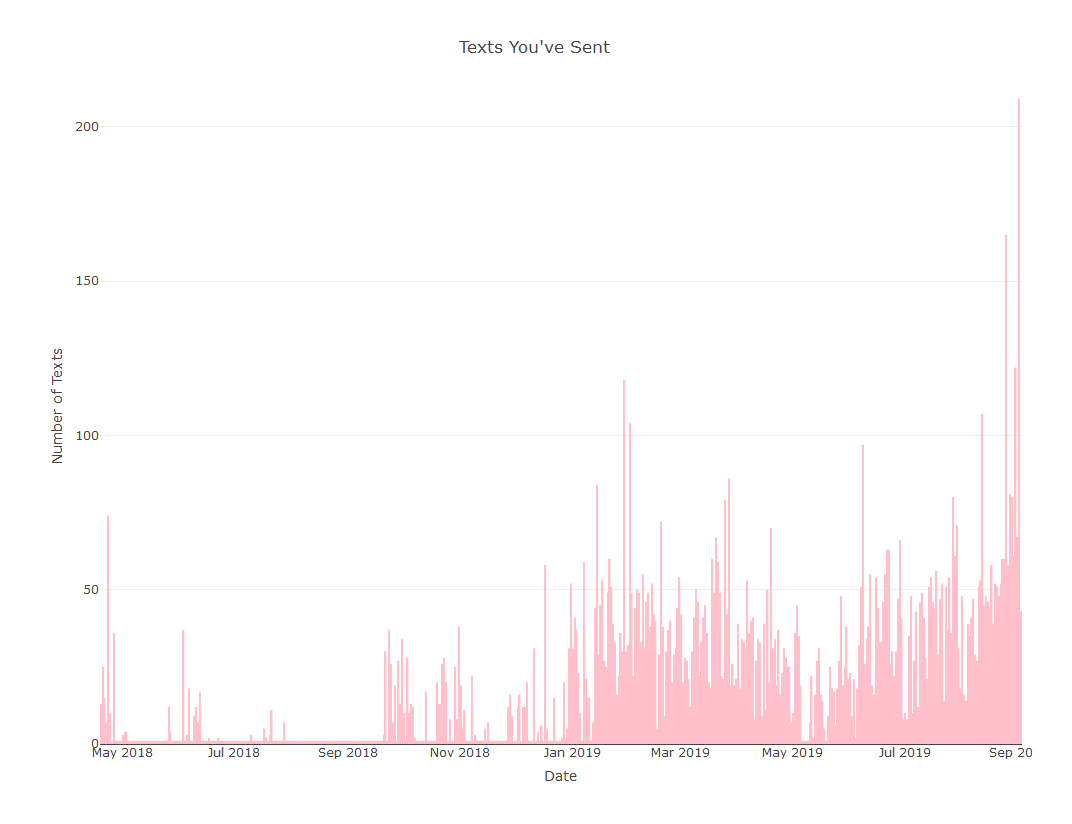 Texts You've Sent
200
150
100
50
0
Number of Texts
May 2018 Jul 2018 Sep 2018 Nov 2018 Jan 2019 Mar 2019 May 2019 Jul 2019 Sep 20
Date